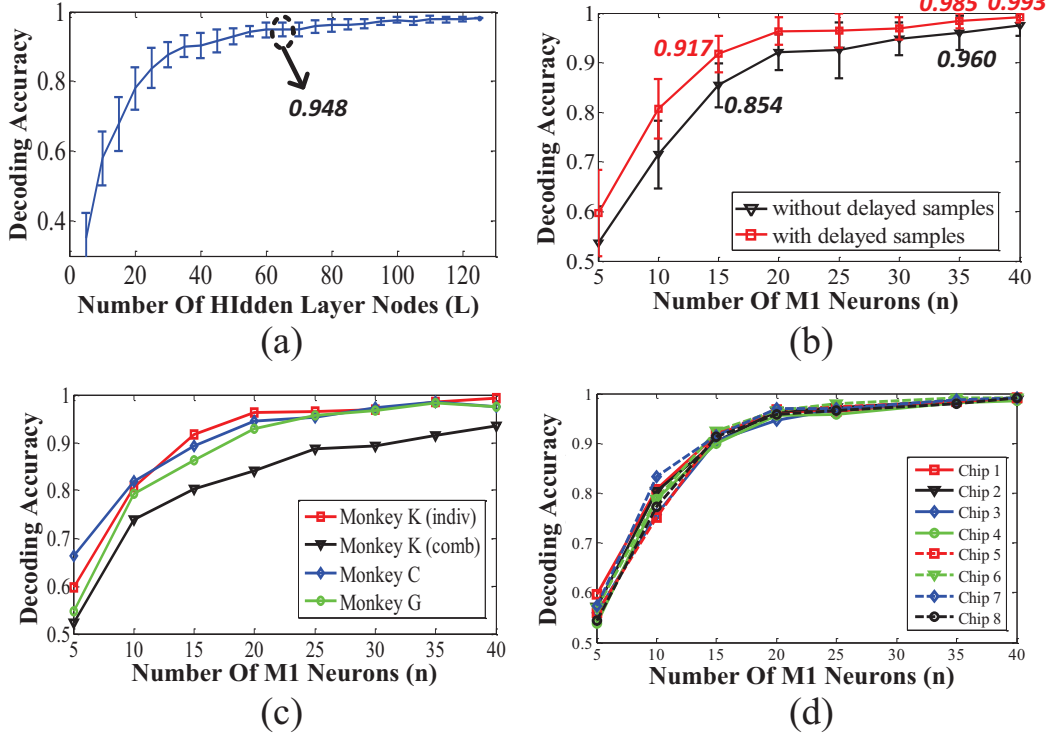 Decoding Accuracy
1
0.8
0.6
0.4
0.948
0 20 40 60 80 100 120
Number Of HIdden Layer Nodes (L)
(a)
Decoding Accuracy
1
0.9
0.8
0.7
0.6
0.5
0.985 0.993
0.917
0.960
0.854
without delayed samples
with delayed samples
5 10 15 20 25 30 35 40
Number Of M1 Neurons (n)
(b)
Decoding Accuracy
1
0.9
0.8
0.7
0.6
0.5
Monkey K (indiv)
Monkey K (comb)
Monkey C
Monkey G
5 10 15 20 25 30 35 40
Number Of M1 Neurons (n)
(c)
Decoding Accuracy
1
0.9
0.8
0.7
0.6
0.5
Chip 1
Chip 2
Chip 3
Chip 4
Chip 5
Chip 6
Chip 7
Chip 8
5 10 15 20 25 30 35 40
Number Of M1 Neurons (n)
(d)